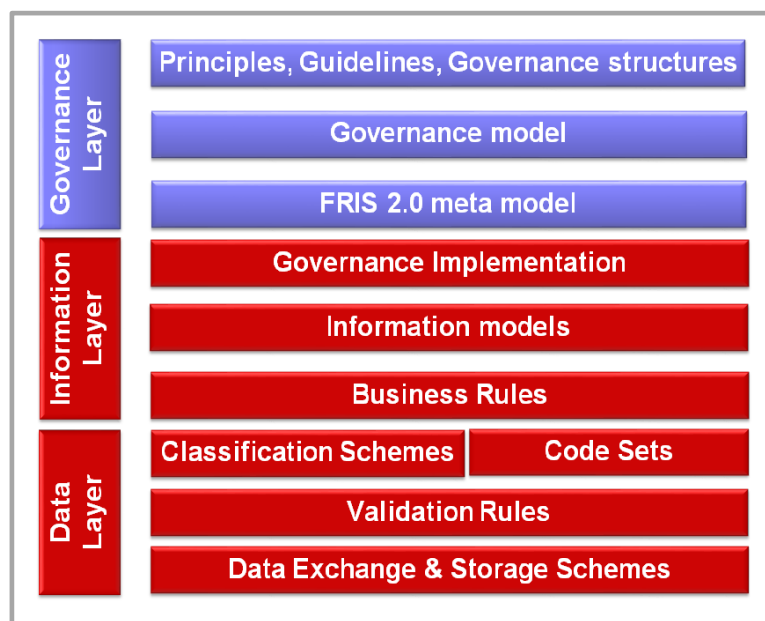 Governance
Layer
Principles, Guidelines, Governance structures
Governance model
FRIS 2.0 meta model
Information
Layer
Governance Implementation
Information models
Business Rules
Data
Layer
Classification Schemes
Code Sets
Validation Rules
Data Exchange & Storage Schemes